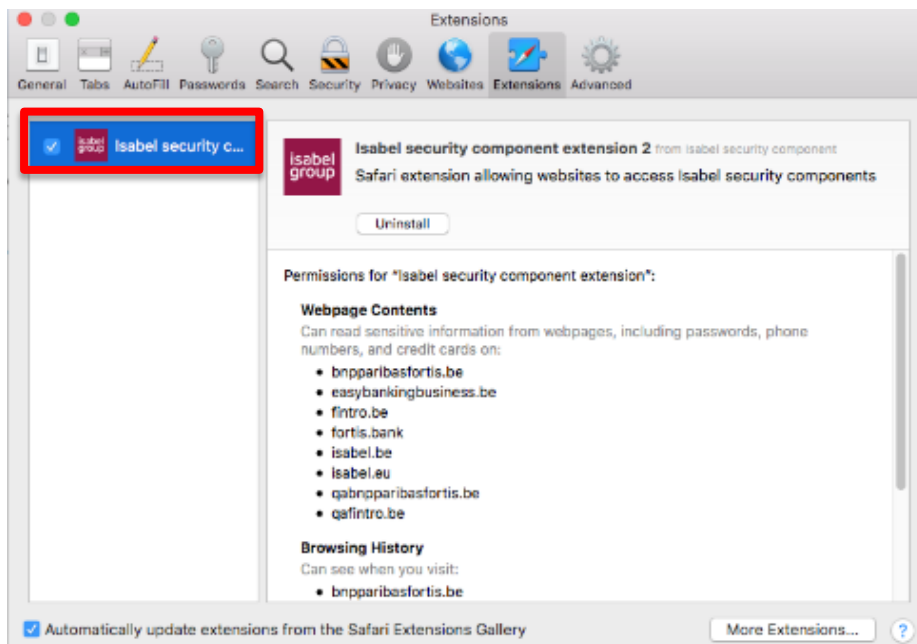 Extensions
General Tabs AutoFill Passwords Search Security Privacy Websites Extensions Advanced
isabel
group
Isabel security c...
isabel
group
Isabel security component extension 2 from Isabel security component
Safari extension allowing websites to access Isabel security components
Uninstall
Permissions for "Isabel security component extension":
Webpage Contents
Can read sensitive information from webpages, including passwords, phone
numbers, and credit cards on:
• bnpparibasfortis.be
• easybankingbusiness.be
• fintro.be
• fortis.bank
• isabel.be
• isabel.eu
• qabnpparibasfortis.be
• qafintro.be
Browsing History
Can see when you visit:
• bnpparibasfortis.be
Automatically update extensions from the Safari Extensions Gallery
More Extensions...
?